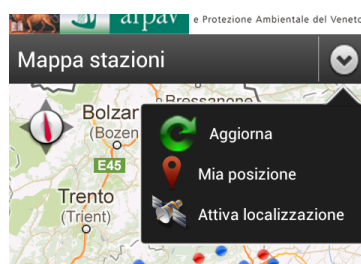 arpav e Protezione Ambientale del Veneto
Mappa stazioni
Bressanone
Bolzan
(Bozen
Aggiorna
E45
Mia posizione
Trento
(Trient)
Attiva localizzazione